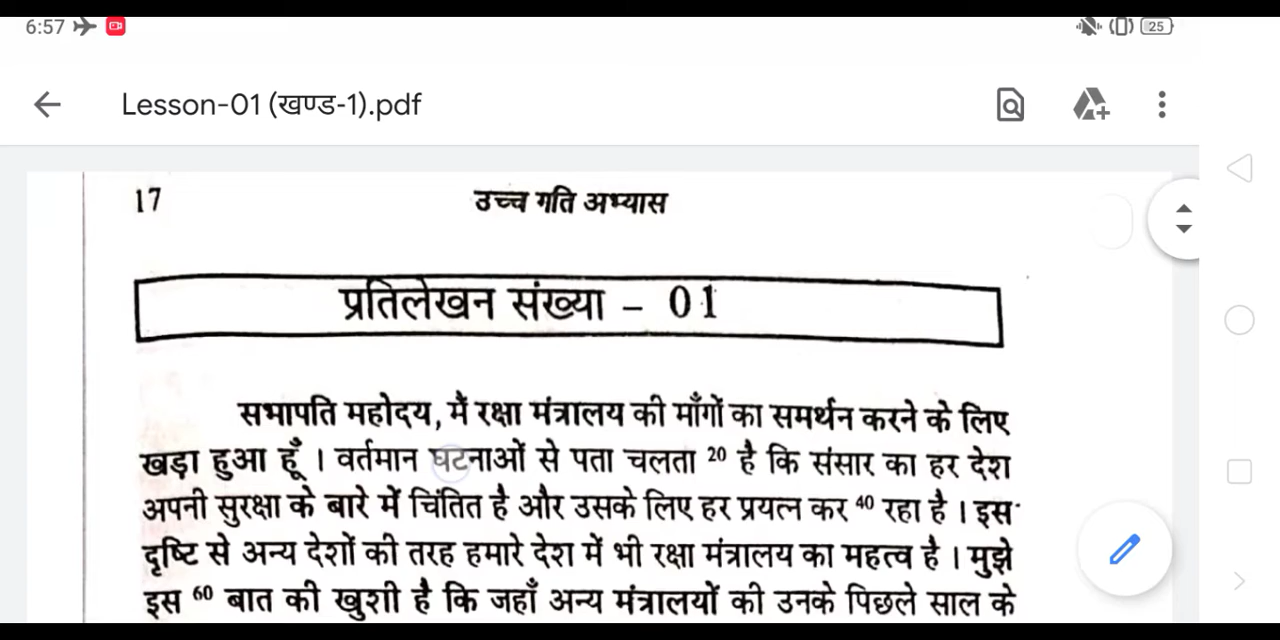 6:57
25
Lesson-01 (खण्ड-1).pdf
17 उच्च गति अभ्यास
प्रतिलेखन संख्या – 01
सभापति महोदय, मैं रक्षा मंत्रालय की माँगों का समर्थन करने के लिए
खड़ा हुआ हूँ । वर्तमान घटनाओं से पता चलता 20 है कि संसार का हर देश
अपनी सुरक्षा के बारे में चिंतित है और उसके लिए हर प्रयत्न कर 40 रहा है । इस
दृष्टि से अन्य देशों की तरह हमारे देश में भी रक्षा मंत्रालय का महत्व है । मुझे
इस 60 बात की खुशी है कि जहाँ अन्य मंत्रालयों की उनके पिछले साल के